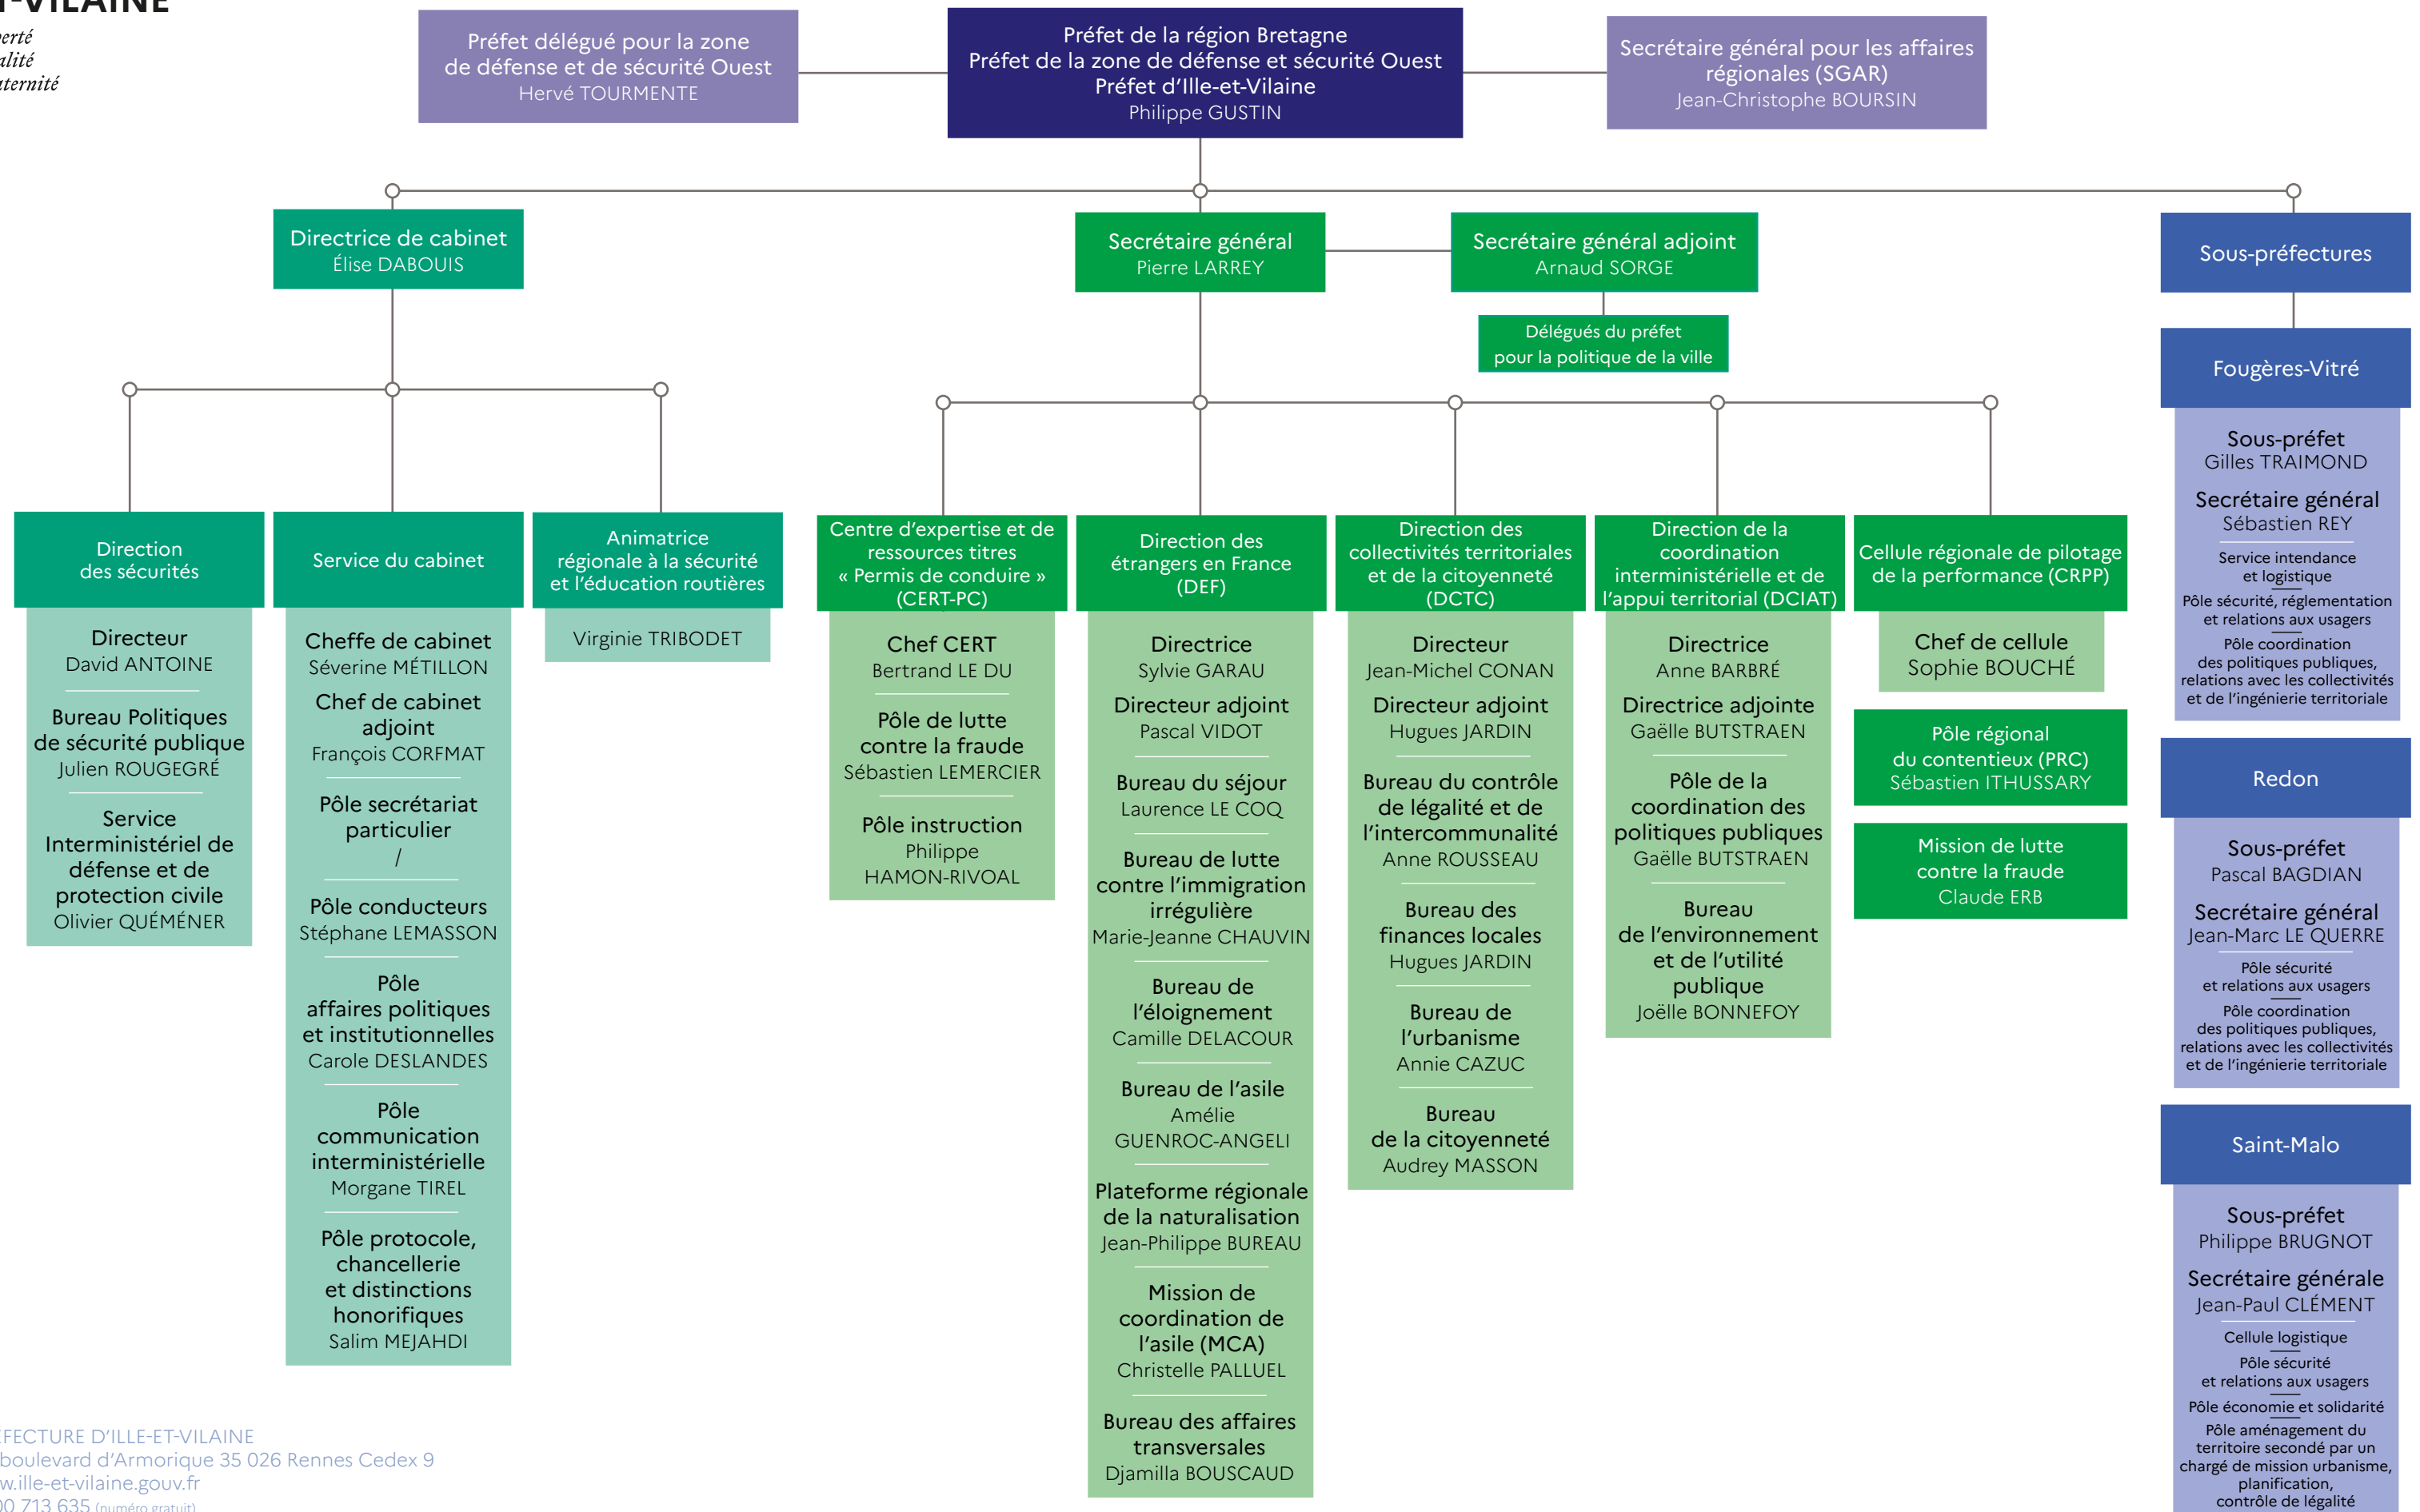 T-VILAINE
Préfet délégué pour la zone
de défense et de sécurité Ouest
Hervé TOURMENTE
Préfet de la région Bretagne
Préfet de la zone de défense et sécurité Ouest
Préfet d'Ille-et-Vilaine
Philippe GUSTIN
Secrétaire général pour les affaires
régionales (SGAR)
Jean-Christophe BOURSIN
Directrice de cabinet
Élise DABOUIS
Secrétaire général
Pierre LARREY
Secrétaire général adjoint
Arnaud SORGE
Délégués du préfet
pour la politique de la ville
Direction
des sécurités
Directeur
David ANTOINE
Bureau Politiques
de sécurité publique
Julien ROUGEGRÉ
Service
Interministériel de
défense et de
protection civile
Olivier QUÉMÉNER
Service du cabinet
Cheffe de cabinet
Séverine MÉTILLON
Chef de cabinet
adjoint
François CORFMAT
Pôle secrétariat
particulier
/
Pôle conducteurs
Stéphane LEMASSON
Pôle
affaires politiques
et institutionnelles
Carole DESLANDES
Pôle
communication
interministérielle
Morgane TIREL
Pôle protocole,
chancellerie
et distinctions
honorifiques
Salim MEJAHDI
Animatrice
régionale à la sécurité
et l'éducation routières
Virginie TRIBODET
Centre d'expertise et de
ressources titres
« Permis de conduire »
(CERT-PC)
Chef CERT
Bertrand LE DU
Pôle de lutte
contre la fraude
Sébastien LEMERCIER
Pôle instruction
Philippe
HAMON-RIVOAL
Direction des
étrangers en France
(DEF)
Directrice
Sylvie GARAU
Directeur adjoint
Pascal VIDOT
Bureau du séjour
Laurence LE COQ
Bureau de lutte
contre l'immigration
irrégulière
Marie-Jeanne CHAUVIN
Bureau de
l'éloignement
Camille DELACOUR
Bureau de l'asile
Amélie
GUENROC-ANGELI
Plateforme régionale
de la naturalisation
Jean-Philippe BUREAU
Mission de
coordination de
l'asile (MCA)
Christelle PALLUEL
Bureau des affaires
transversales
Djamilla BOUSCAUD
Direction des
collectivités territoriales
et de la citoyenneté
(DCTC)
Directeur
Jean-Michel CONAN
Directeur adjoint
Hugues JARDIN
Bureau du contrôle
de légalité et de
l'intercommunalité
Anne ROUSSEAU
Bureau des
finances locales
Hugues JARDIN
Bureau de
l'urbanisme
Annie CAZUC
Bureau
de la citoyenneté
Audrey MASSON
Direction de la
coordination
interministérielle et de
l'appui territorial (DCIAT)
Directrice
Anne BARBRÉ
Directrice adjointe
Gaëlle BUTSTRAEN
Pôle de la
coordination des
politiques publiques
Gaëlle BUTSTRAEN
Bureau
de l'environnement
et de l'utilité
publique
Joëlle BONNEFOY
Cellule régionale de pilotage
de la performance (CRPP)
Chef de cellule
Sophie BOUCHÉ
Pôle régional
du contentieux (PRC)
Sébastien ITHUSSARY
Mission de lutte
contre la fraude
Claude ERB
Sous-préfectures
Fougères-Vitré
Sous-préfet
Gilles TRAIMOND
Secrétaire général
Sébastien REY
Service intendance
et logistique
Pôle sécurité, réglementation
et relations aux usagers
Pôle coordination
des politiques publiques,
relations avec les collectivités
et de l'ingénierie territoriale
Redon
Sous-préfet
Pascal BAGDIAN
Secrétaire général
Jean-Marc LE QUERRE
Pôle sécurité
et relations aux usagers
Pôle coordination
des politiques publiques,
relations avec les collectivités
et de l'ingénierie territoriale
Saint-Malo
Sous-préfet
Philippe BRUGNOT
Secrétaire générale
Jean-Paul CLÉMENT
Cellule logistique
Pôle sécurité
et relations aux usagers
Pôle économie et solidarité
Pôle aménagement du
territoire secondé par un
chargé de mission urbanisme,
planification,
contrôle de légalité
FECTURE D'ILLE-ET-VILAINE
boulevard d'Armorique 35 026 Rennes Cedex 9
w.ille-et-vilaine.gouv.fr
00 713 635 (numéro gratuit)